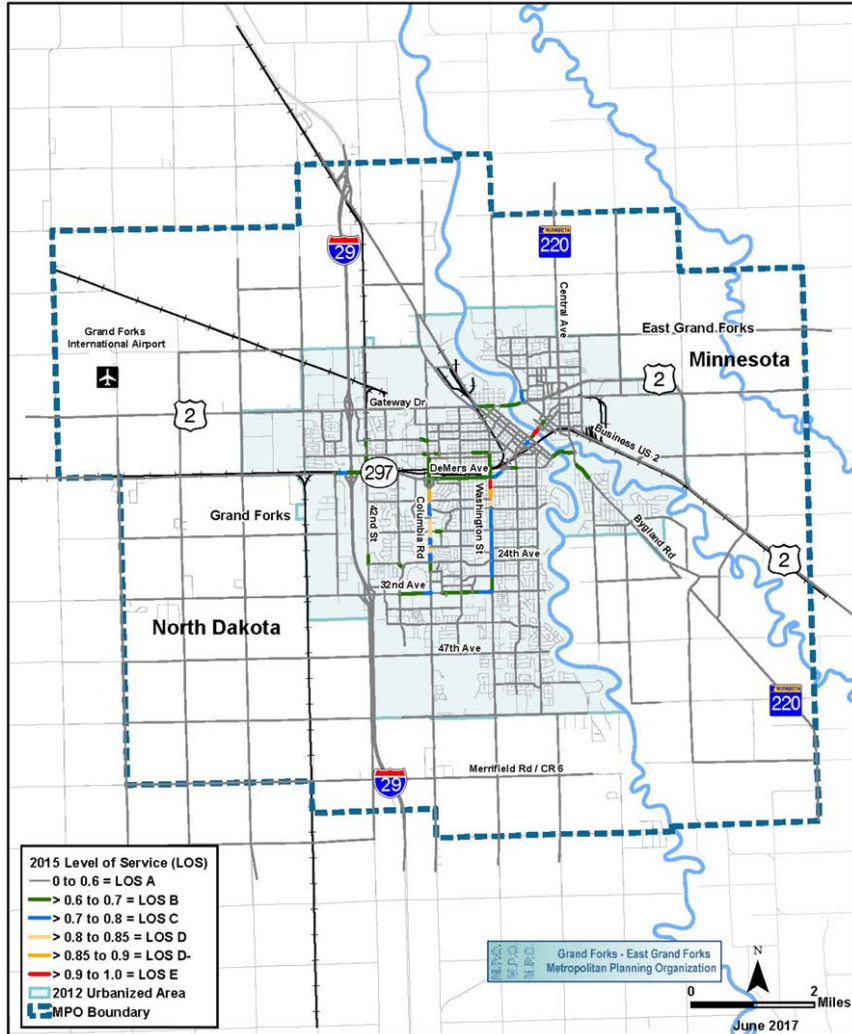 29
MINNESOTA
220
Central Ave
Grand Forks
International Airport
East Grand Forks
Minnesota
2
2
Gateway Dr
Business US 2
297
DeMers Ave
Grand Forks
42nd St
Columbia Rd
Washington St
24th Ave
Bygland Rd
2
32nd Ave
North Dakota
47th Ave
MINNESOTA
220
29
Merrifield Rd / CR 6
2015 Level of Service (LOS)
0 to 0.6 = LOS A
> 0.6 to 0.7 = LOS B
> 0.7 to 0.8 = LOS C
> 0.8 to 0.85 = LOS D
> 0.85 to 0.9 = LOS D-
> 0.9 to 1.0 = LOS E
2012 Urbanized Area
MPO Boundary
Grand Forks - East Grand Forks
Metropolitan Planning Organization
N
0 2
Miles
June 2017